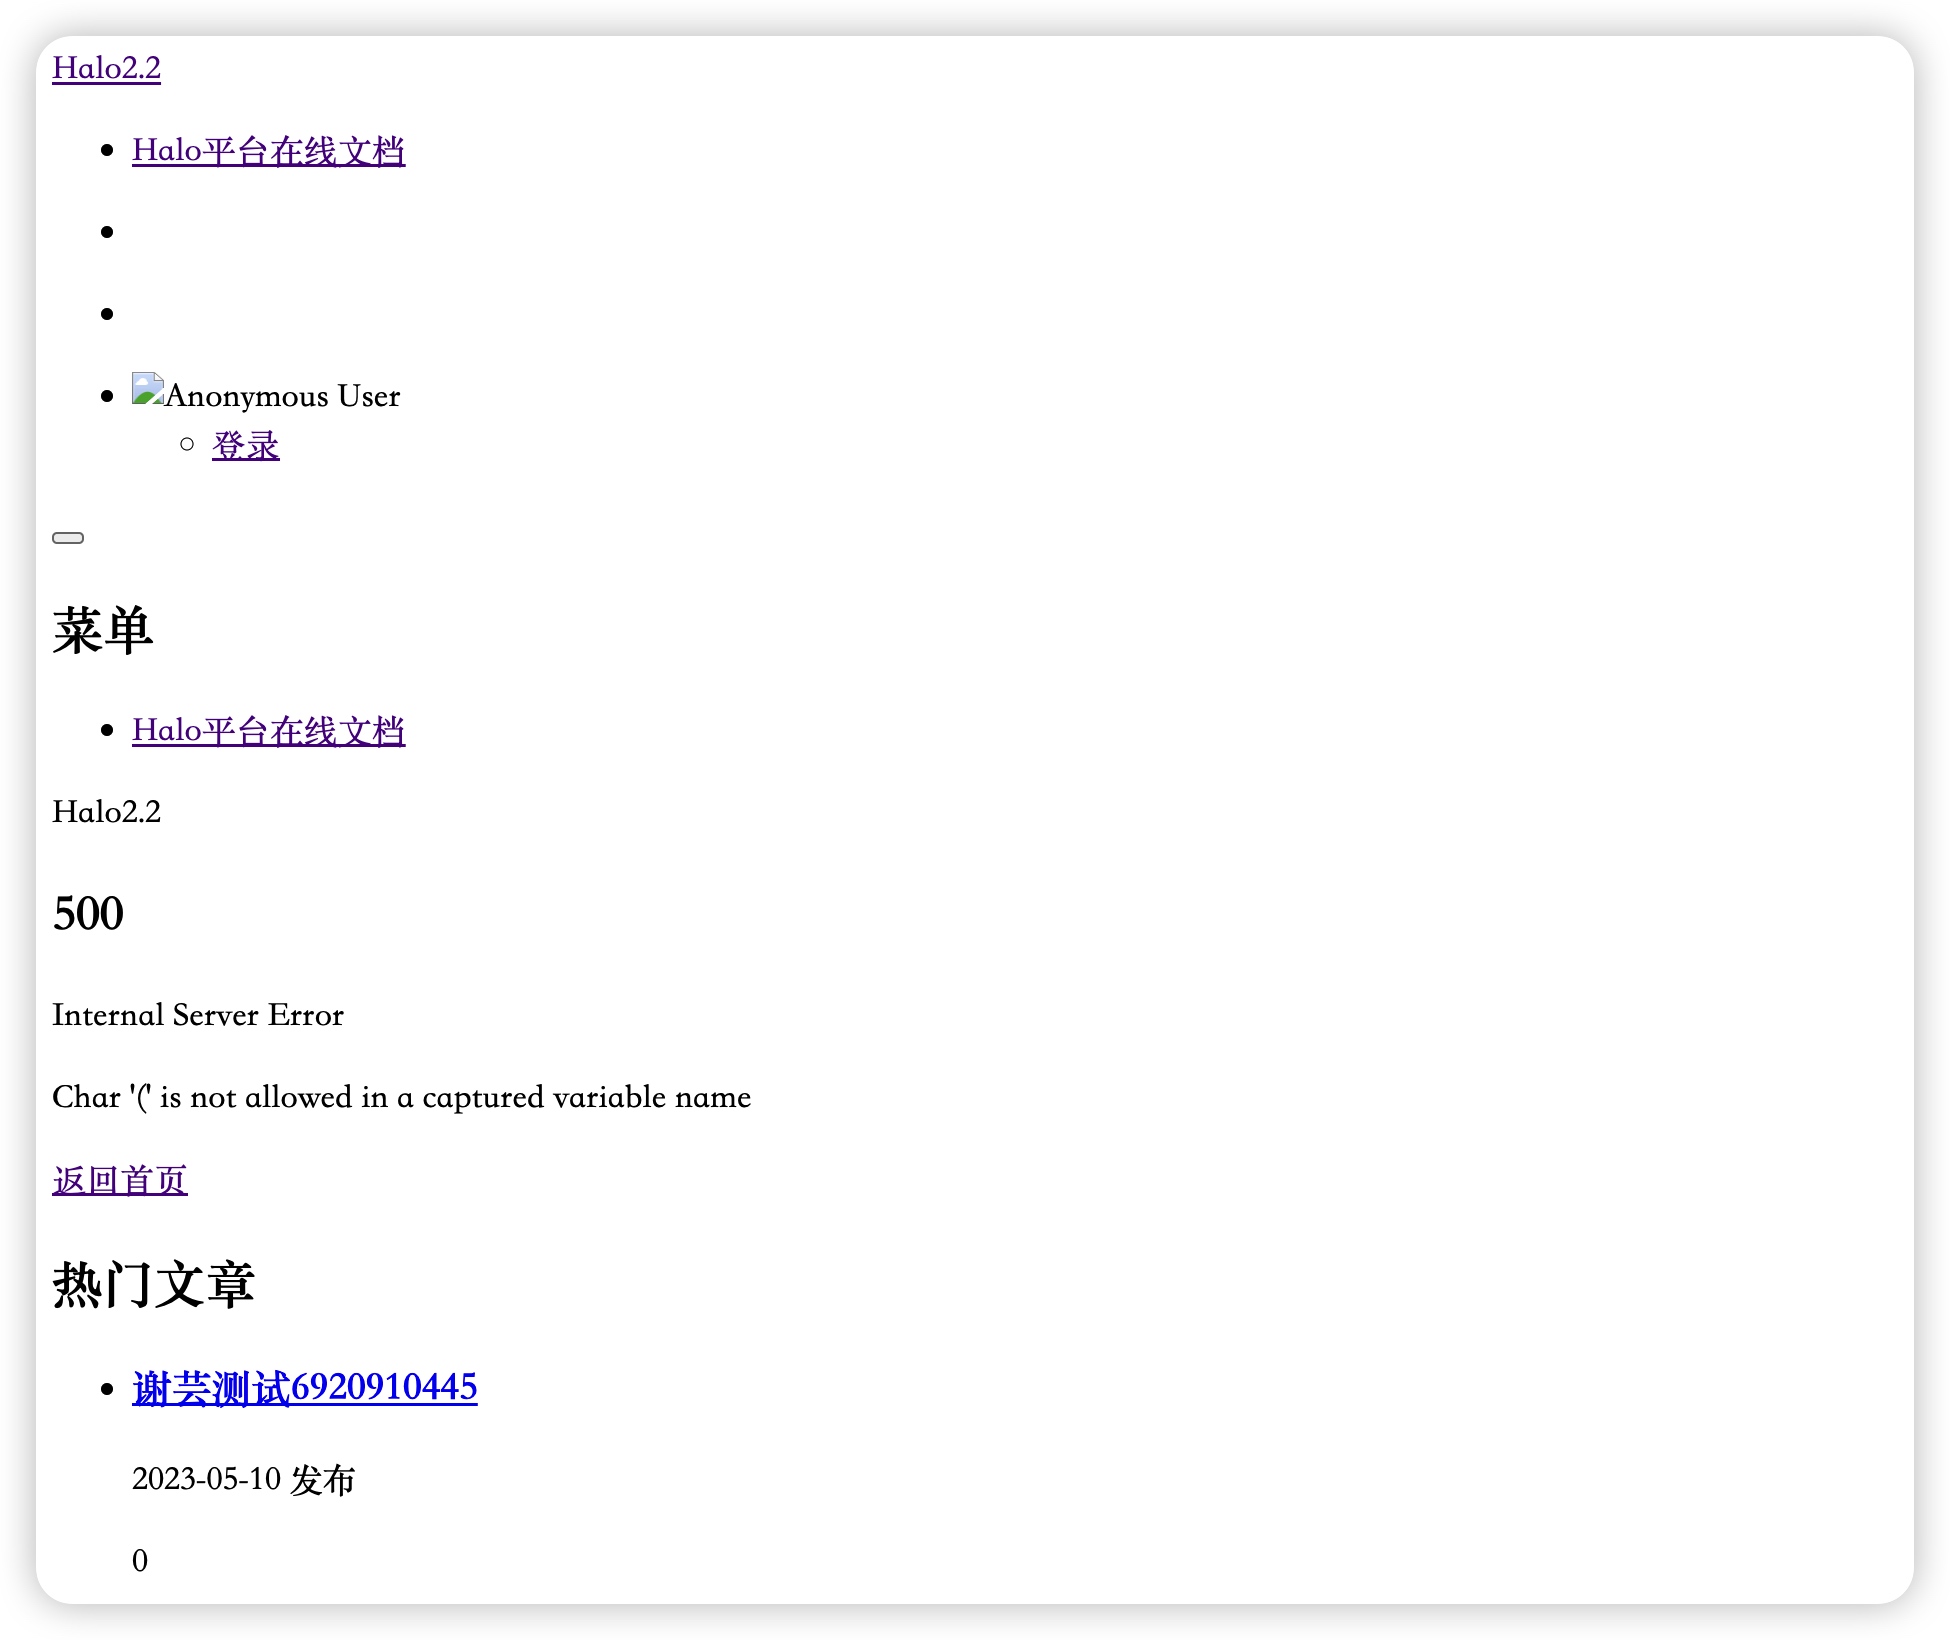 Halo2.2
Halo平台在线文档
Anonymous User
登录
菜单
Halo平台在线文档
Halo2.2
500
Internal Server Error
Char '(' is not allowed in a captured variable name
返回首页
热门文章
谢芸测试6920910445
2023-05-10 发布
0